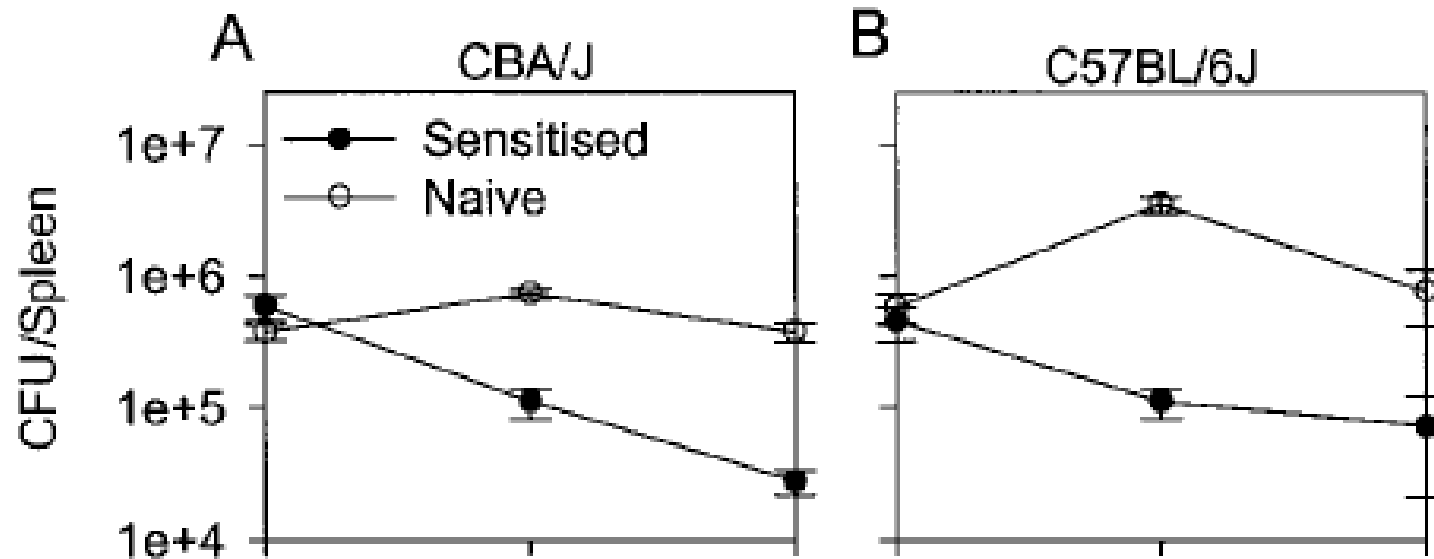 A
CBA/J
B
C57BL/6J
Sensitised
Naive
1e+7
1e+6
1e+5
1e+4
CFU/Spleen